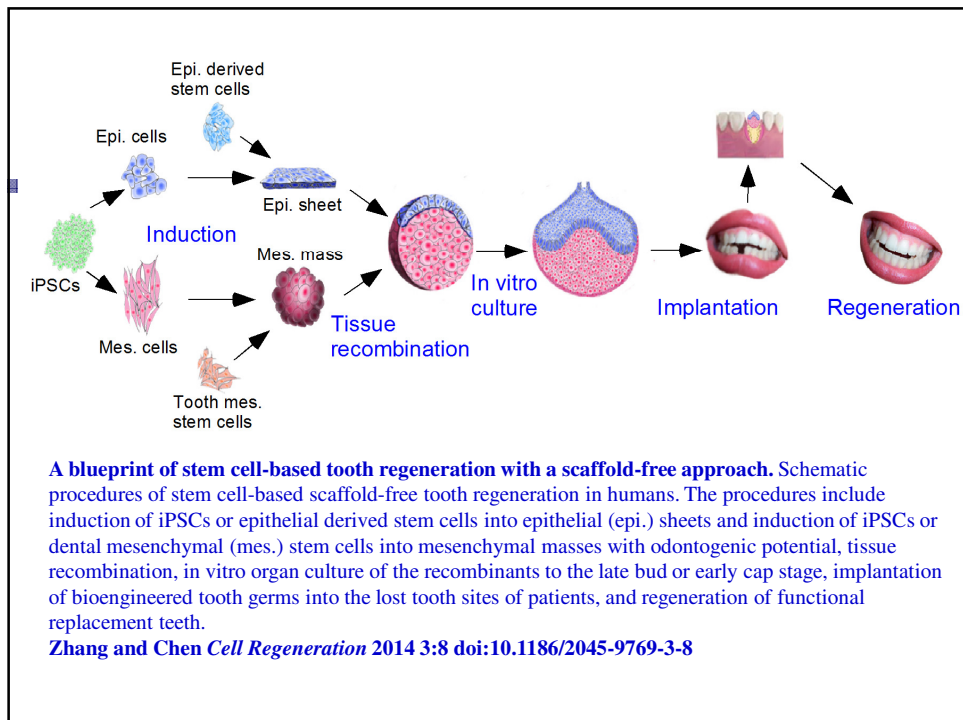 Epi. derived
stem cells
Epi. cells
Epi. sheet
Induction
iPSCs
Mes. mass
Mes. cells
Tooth mes.
stem cells
Tissue
recombination
In vitro
culture
Implantation
Regeneration
A blueprint of stem cell-based tooth regeneration with a scaffold-free approach. Schematic
procedures of stem cell-based scaffold-free tooth regeneration in humans. The procedures include
induction of iPSCs or epithelial derived stem cells into epithelial (epi.) sheets and induction of iPSCs or
dental mesenchymal (mes.) stem cells into mesenchymal masses with odontogenic potential, tissue
recombination, in vitro organ culture of the recombinants to the late bud or early cap stage, implantation
of bioengineered tooth germs into the lost tooth sites of patients, and regeneration of functional
replacement teeth.
Zhang and Chen Cell Regeneration 2014 3:8 doi:10.1186/2045-9769-3-8